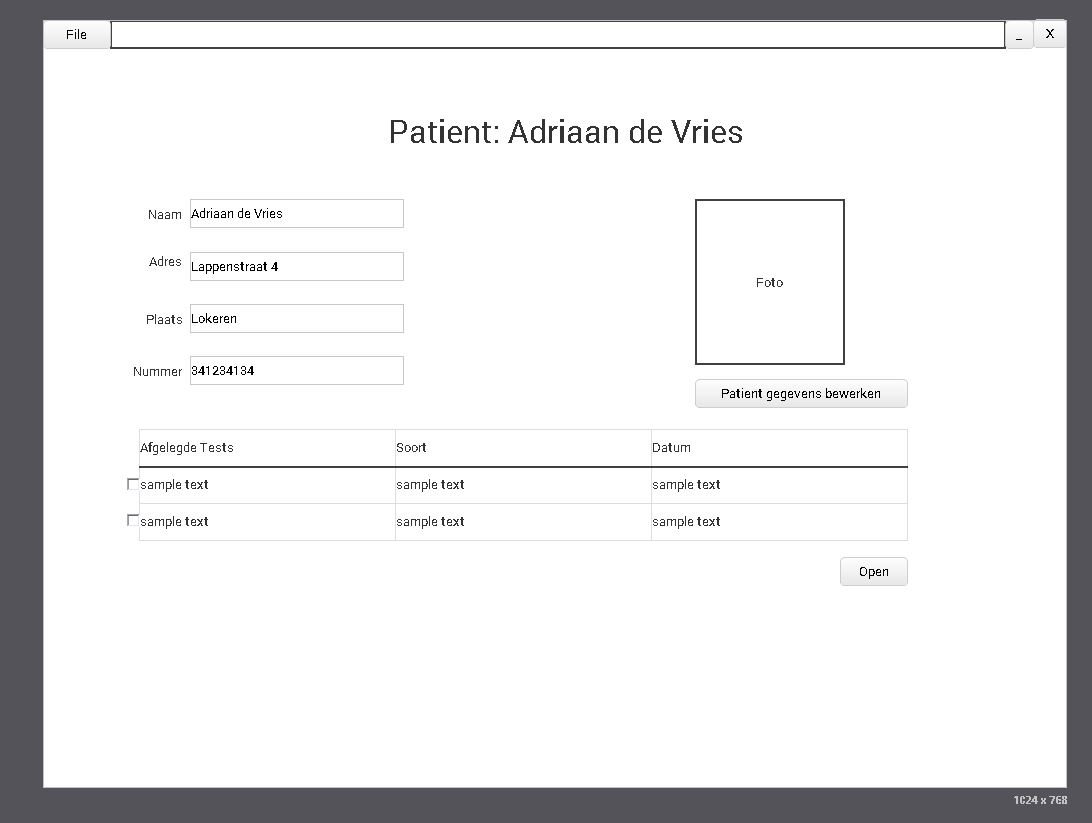 File _ X
Patient: Adriaan de Vries
Naam Adriaan de Vries
Adres Lappenstraat 4
Plaats Lokeren
Nummer 341234134
Foto
Patient gegevens bewerken
Afgelegde Tests Soort Datum
sample text sample text sample text
sample text sample text sample text
Open
1024 x 768